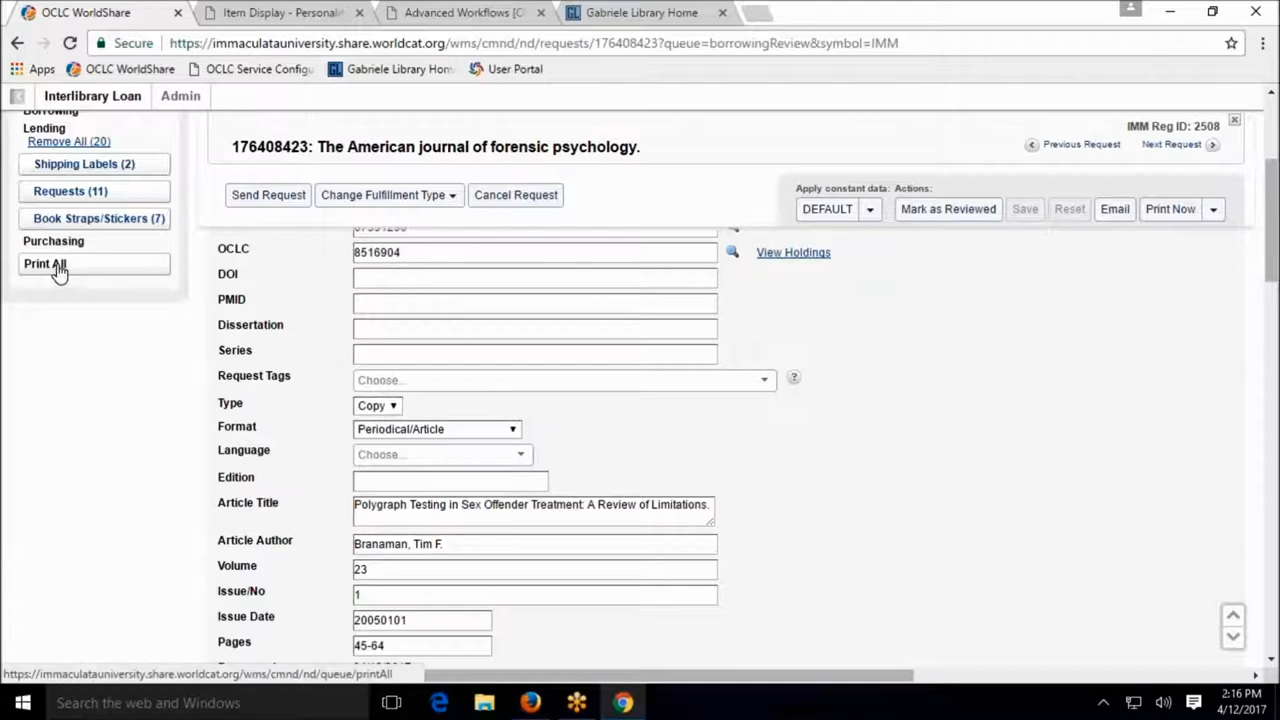 OCLC WorldShare
Item Display - Personali
Advanced Workflows [O
Gabriele Library Home
Secure
https://immaculatauniversity.share.worldcat.org/wms/cmnd/nd/requests/176408423?queue=borrowingReview&symbol=IMM
Apps
OCLC WorldShare
OCLC Service Configu
Gabriele Library Hom
User Portal
Interlibrary Loan
Admin
Borrowing
Lending
Remove All (20)
Shipping Labels (2)
Requests (11)
Book Straps/Stickers (7)
Purchasing
Print All
IMM Reg ID: 2508
176408423: The American journal of forensic psychology.
Previous Request
Next Request
Send Request
Change Fulfillment Type
Cancel Request
Apply constant data:
Actions:
DEFAULT
Mark as Reviewed
Save
Reset
Email
Print Now
OCLC
8516904
View Holdings
DOI
PMID
Dissertation
Series
Request Tags
Choose...
?
Type
Copy
Format
Periodical/Article
Language
Choose...
Edition
Article Title
Polygraph Testing in Sex Offender Treatment: A Review of Limitations.
Article Author
Branaman, Tim F.
Volume
23
Issue/No
1
Issue Date
20050101
Pages
45-64
https://immaculatauniversity.share.worldcat.org/wms/cmnd/nd/queue/printAll
Search the web and Windows
2:16 PM
4/12/2017